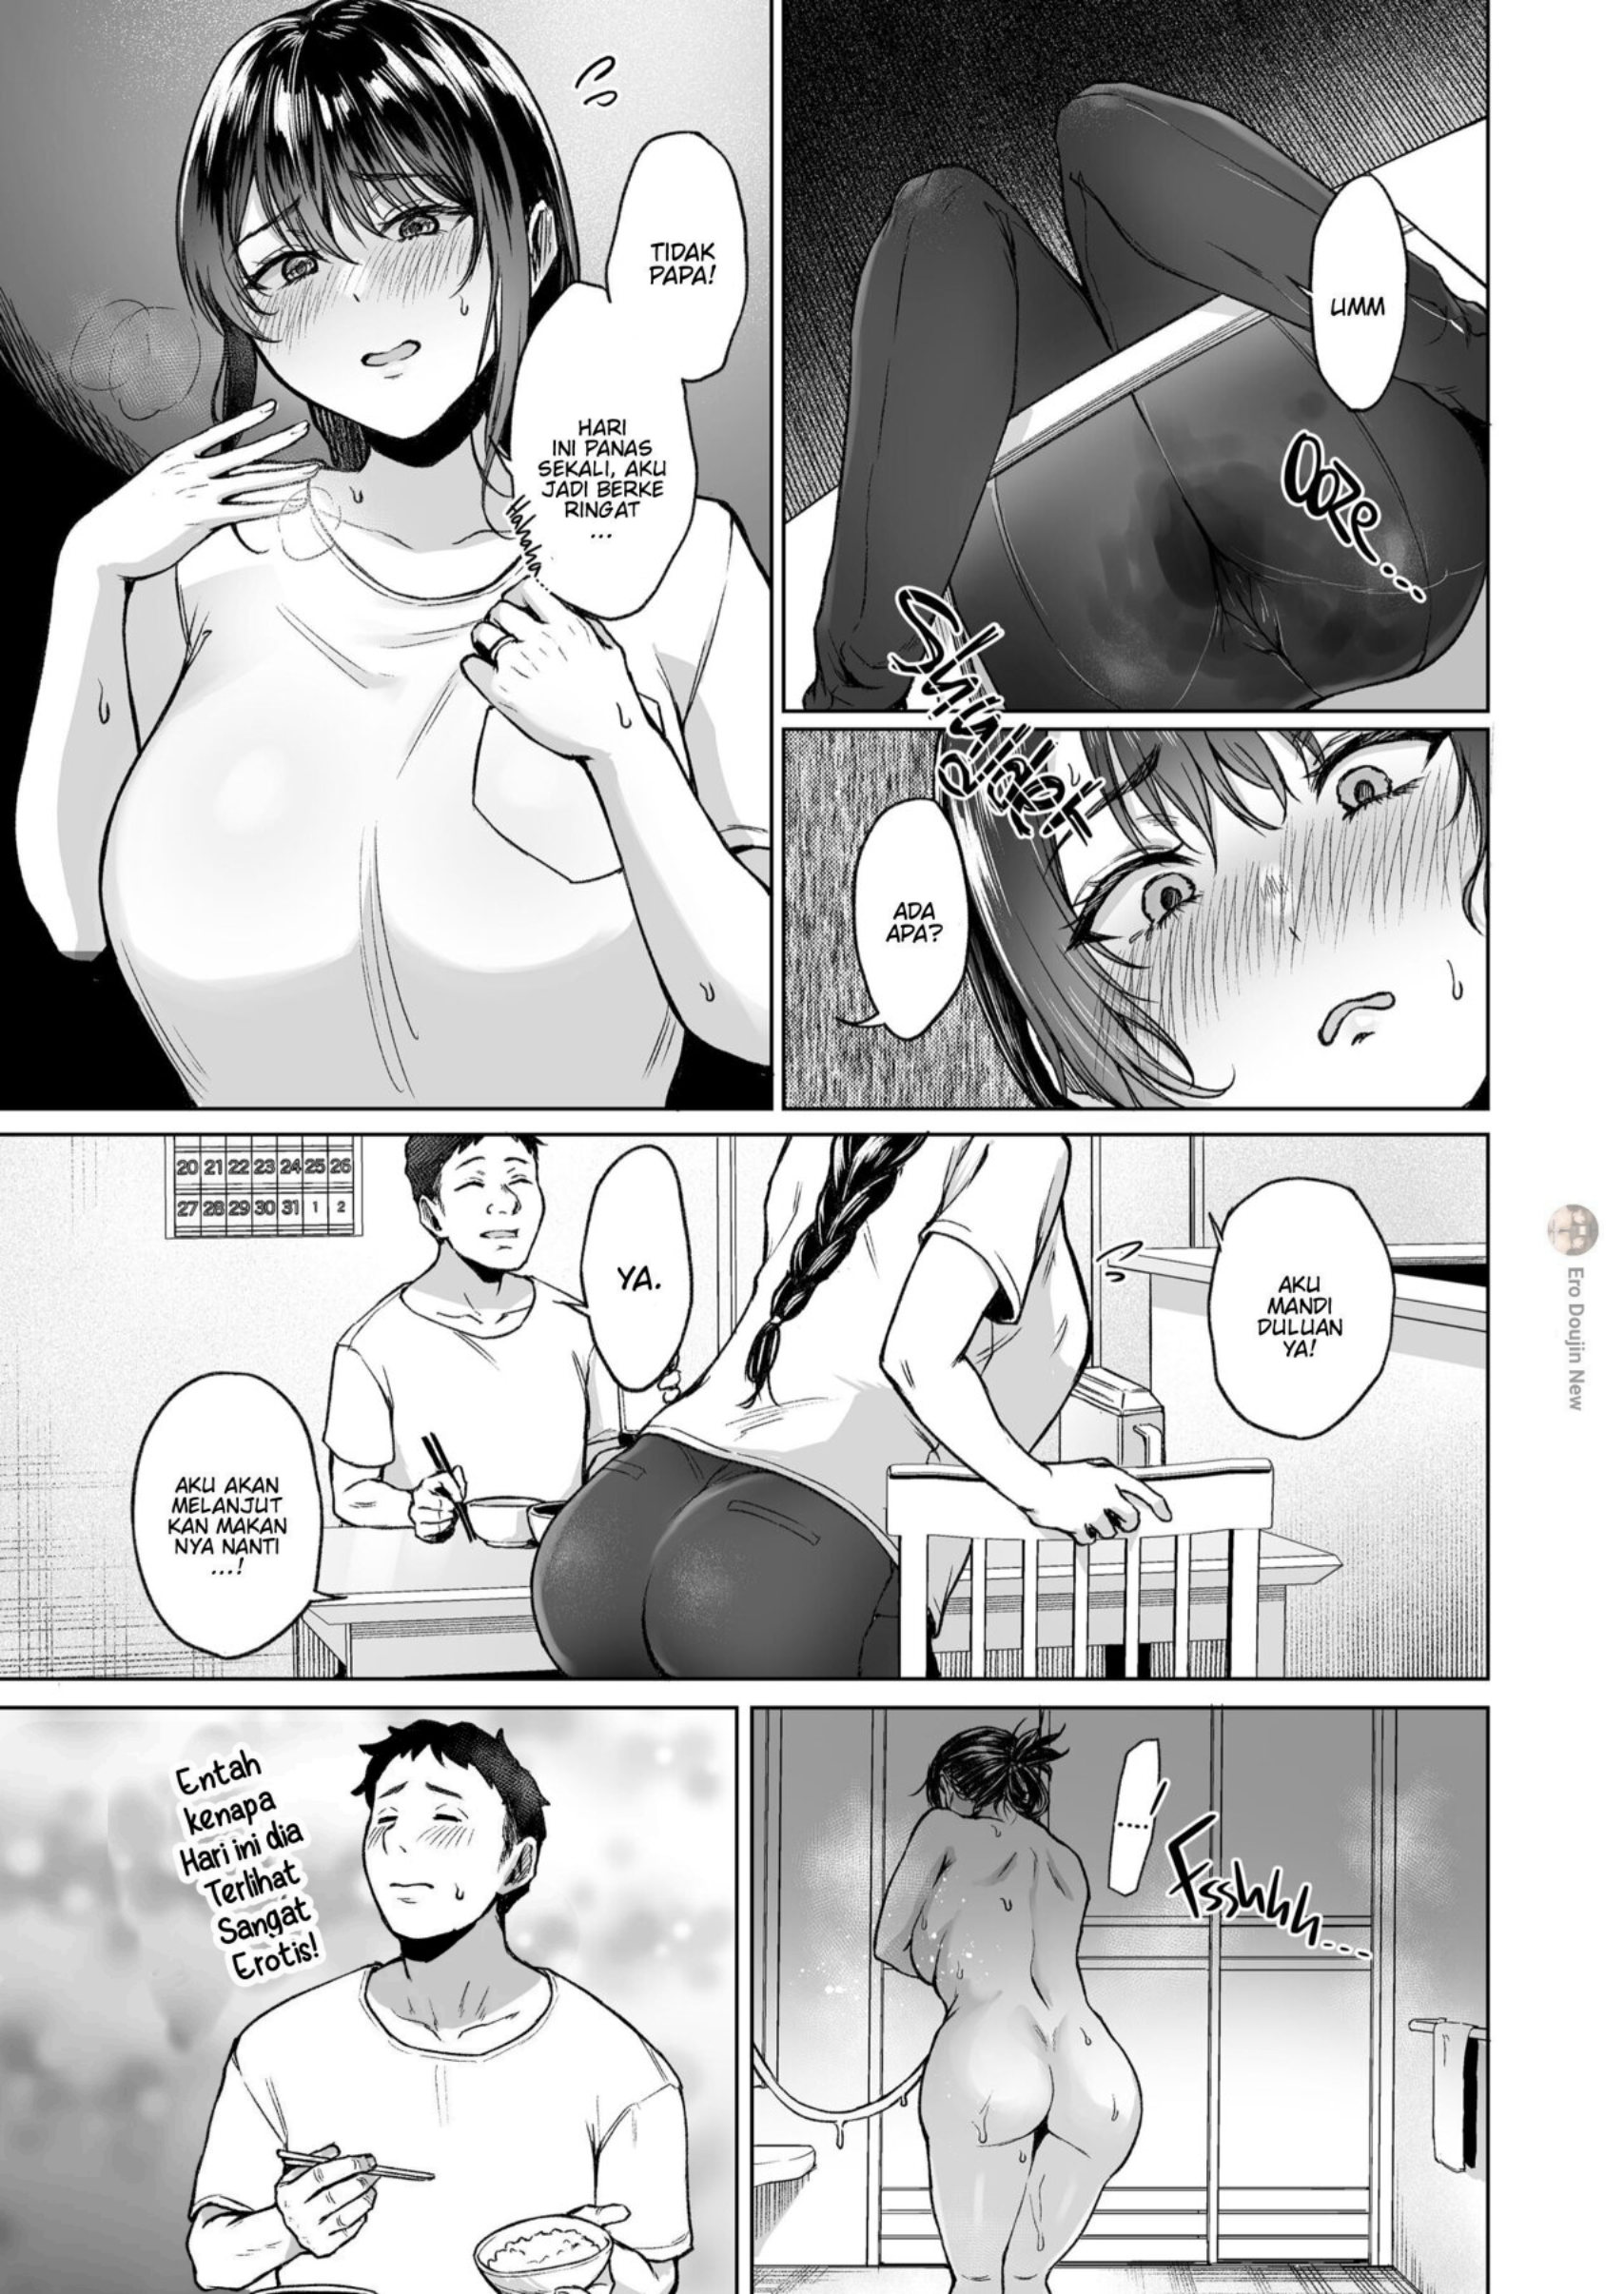 UMM
Ooze...
ADA
APA?
TIDAK
PAPA!
HARI
INI PANAS
SEKALI, AKU
JADI BERKE
RINGAT
...
Hahaha...
AKU
MANDI
DULUAN
YA!
YA.
20 21 22 23 24 25 26
27 28 29 30 31 1 2
AKU AKAN
MELANJUT
KAN MAKAN
NYA NANTI
...!
......
Fsshhh....
Entah
kenapa
Hari ini dia
Terlihat
Sangat
Erotis!
Ero Doujin New